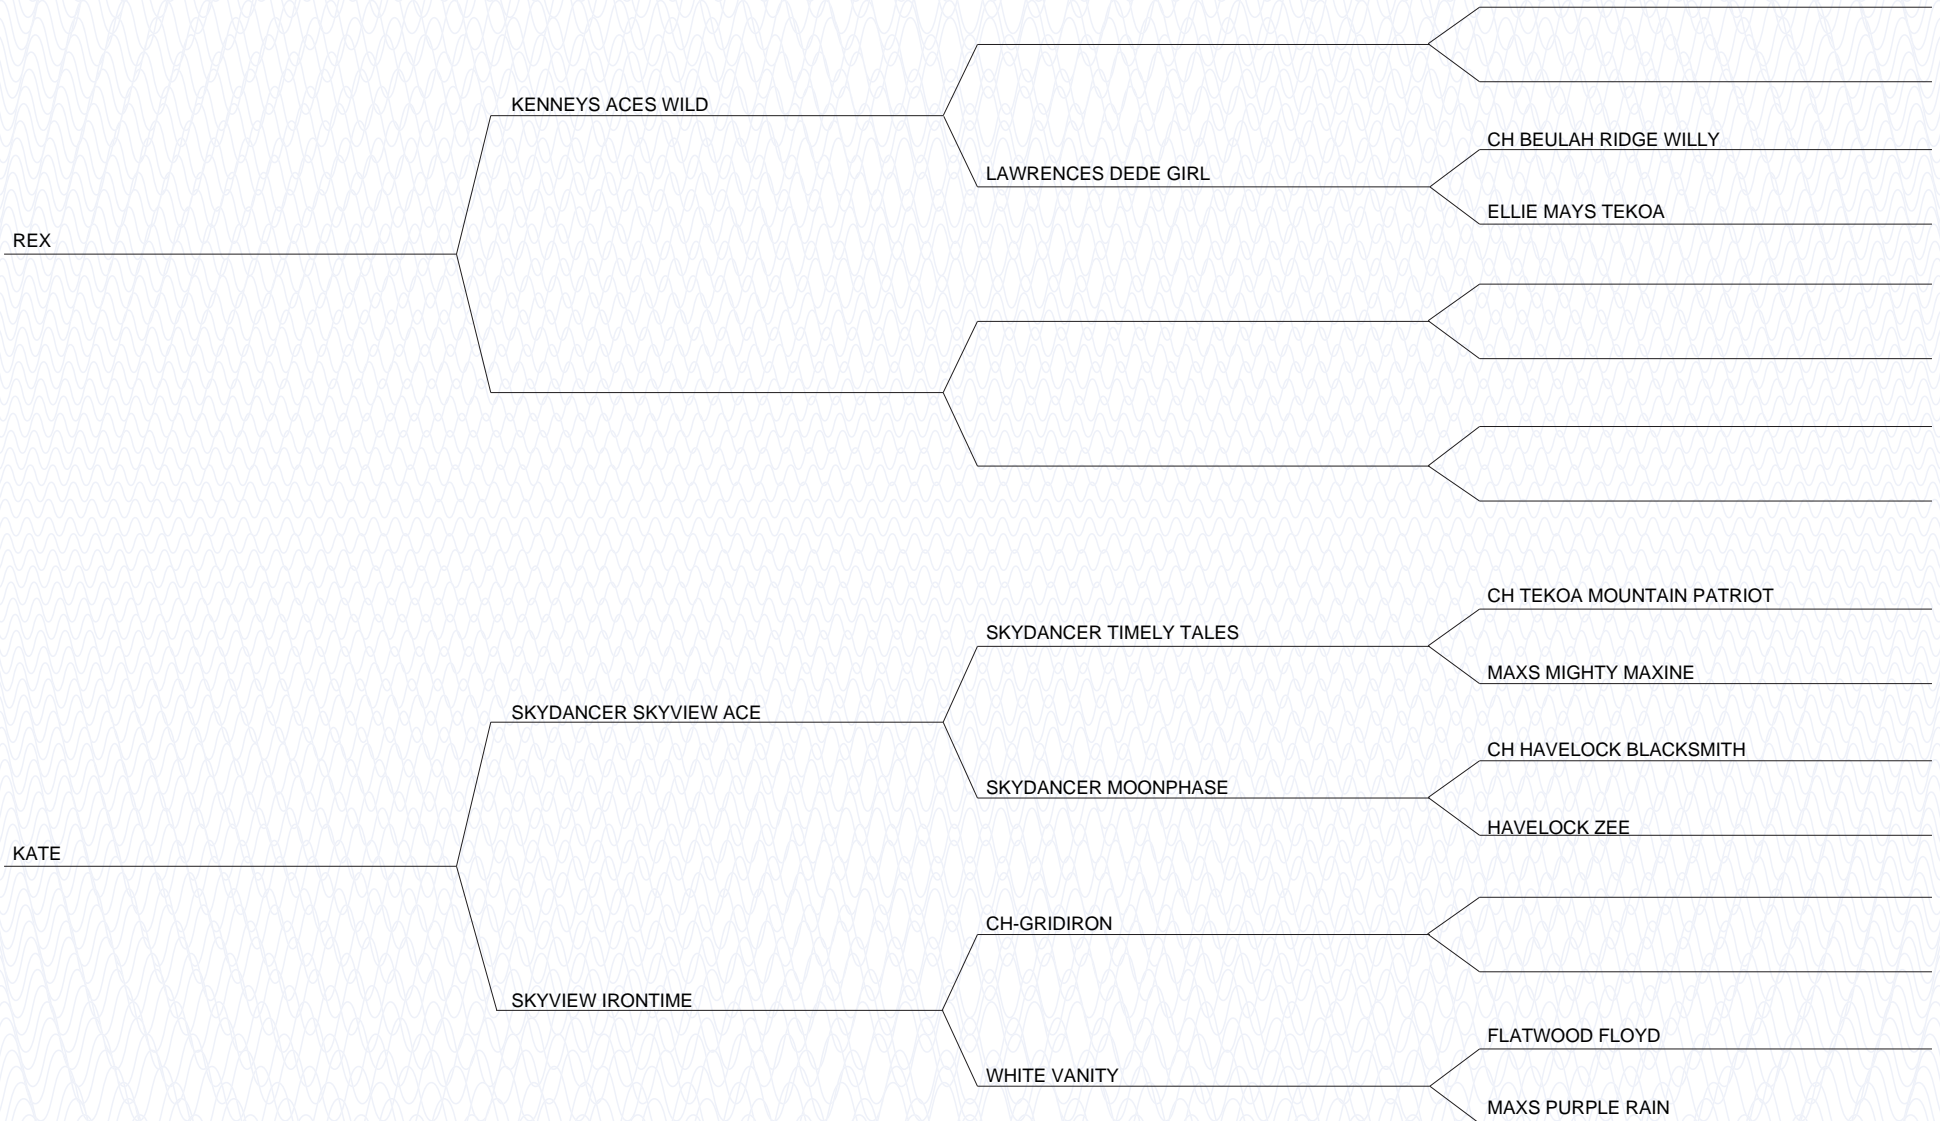 KENNEYS ACES WILD
CH BEULAH RIDGE WILLY
LAWRENCES DEDE GIRL
ELLIE MAYS TEKOA
REX
CH TEKOA MOUNTAIN PATRIOT
SKYDANCER TIMELY TALES
MAXS MIGHTY MAXINE
SKYDANCER SKYVIEW ACE
CH HAVELOCK BLACKSMITH
SKYDANCER MOONPHASE
HAVELOCK ZEE
KATE
CH-GRIDIRON
SKYVIEW IRONTIME
FLATWOOD FLOYD
WHITE VANITY
MAXS PURPLE RAIN